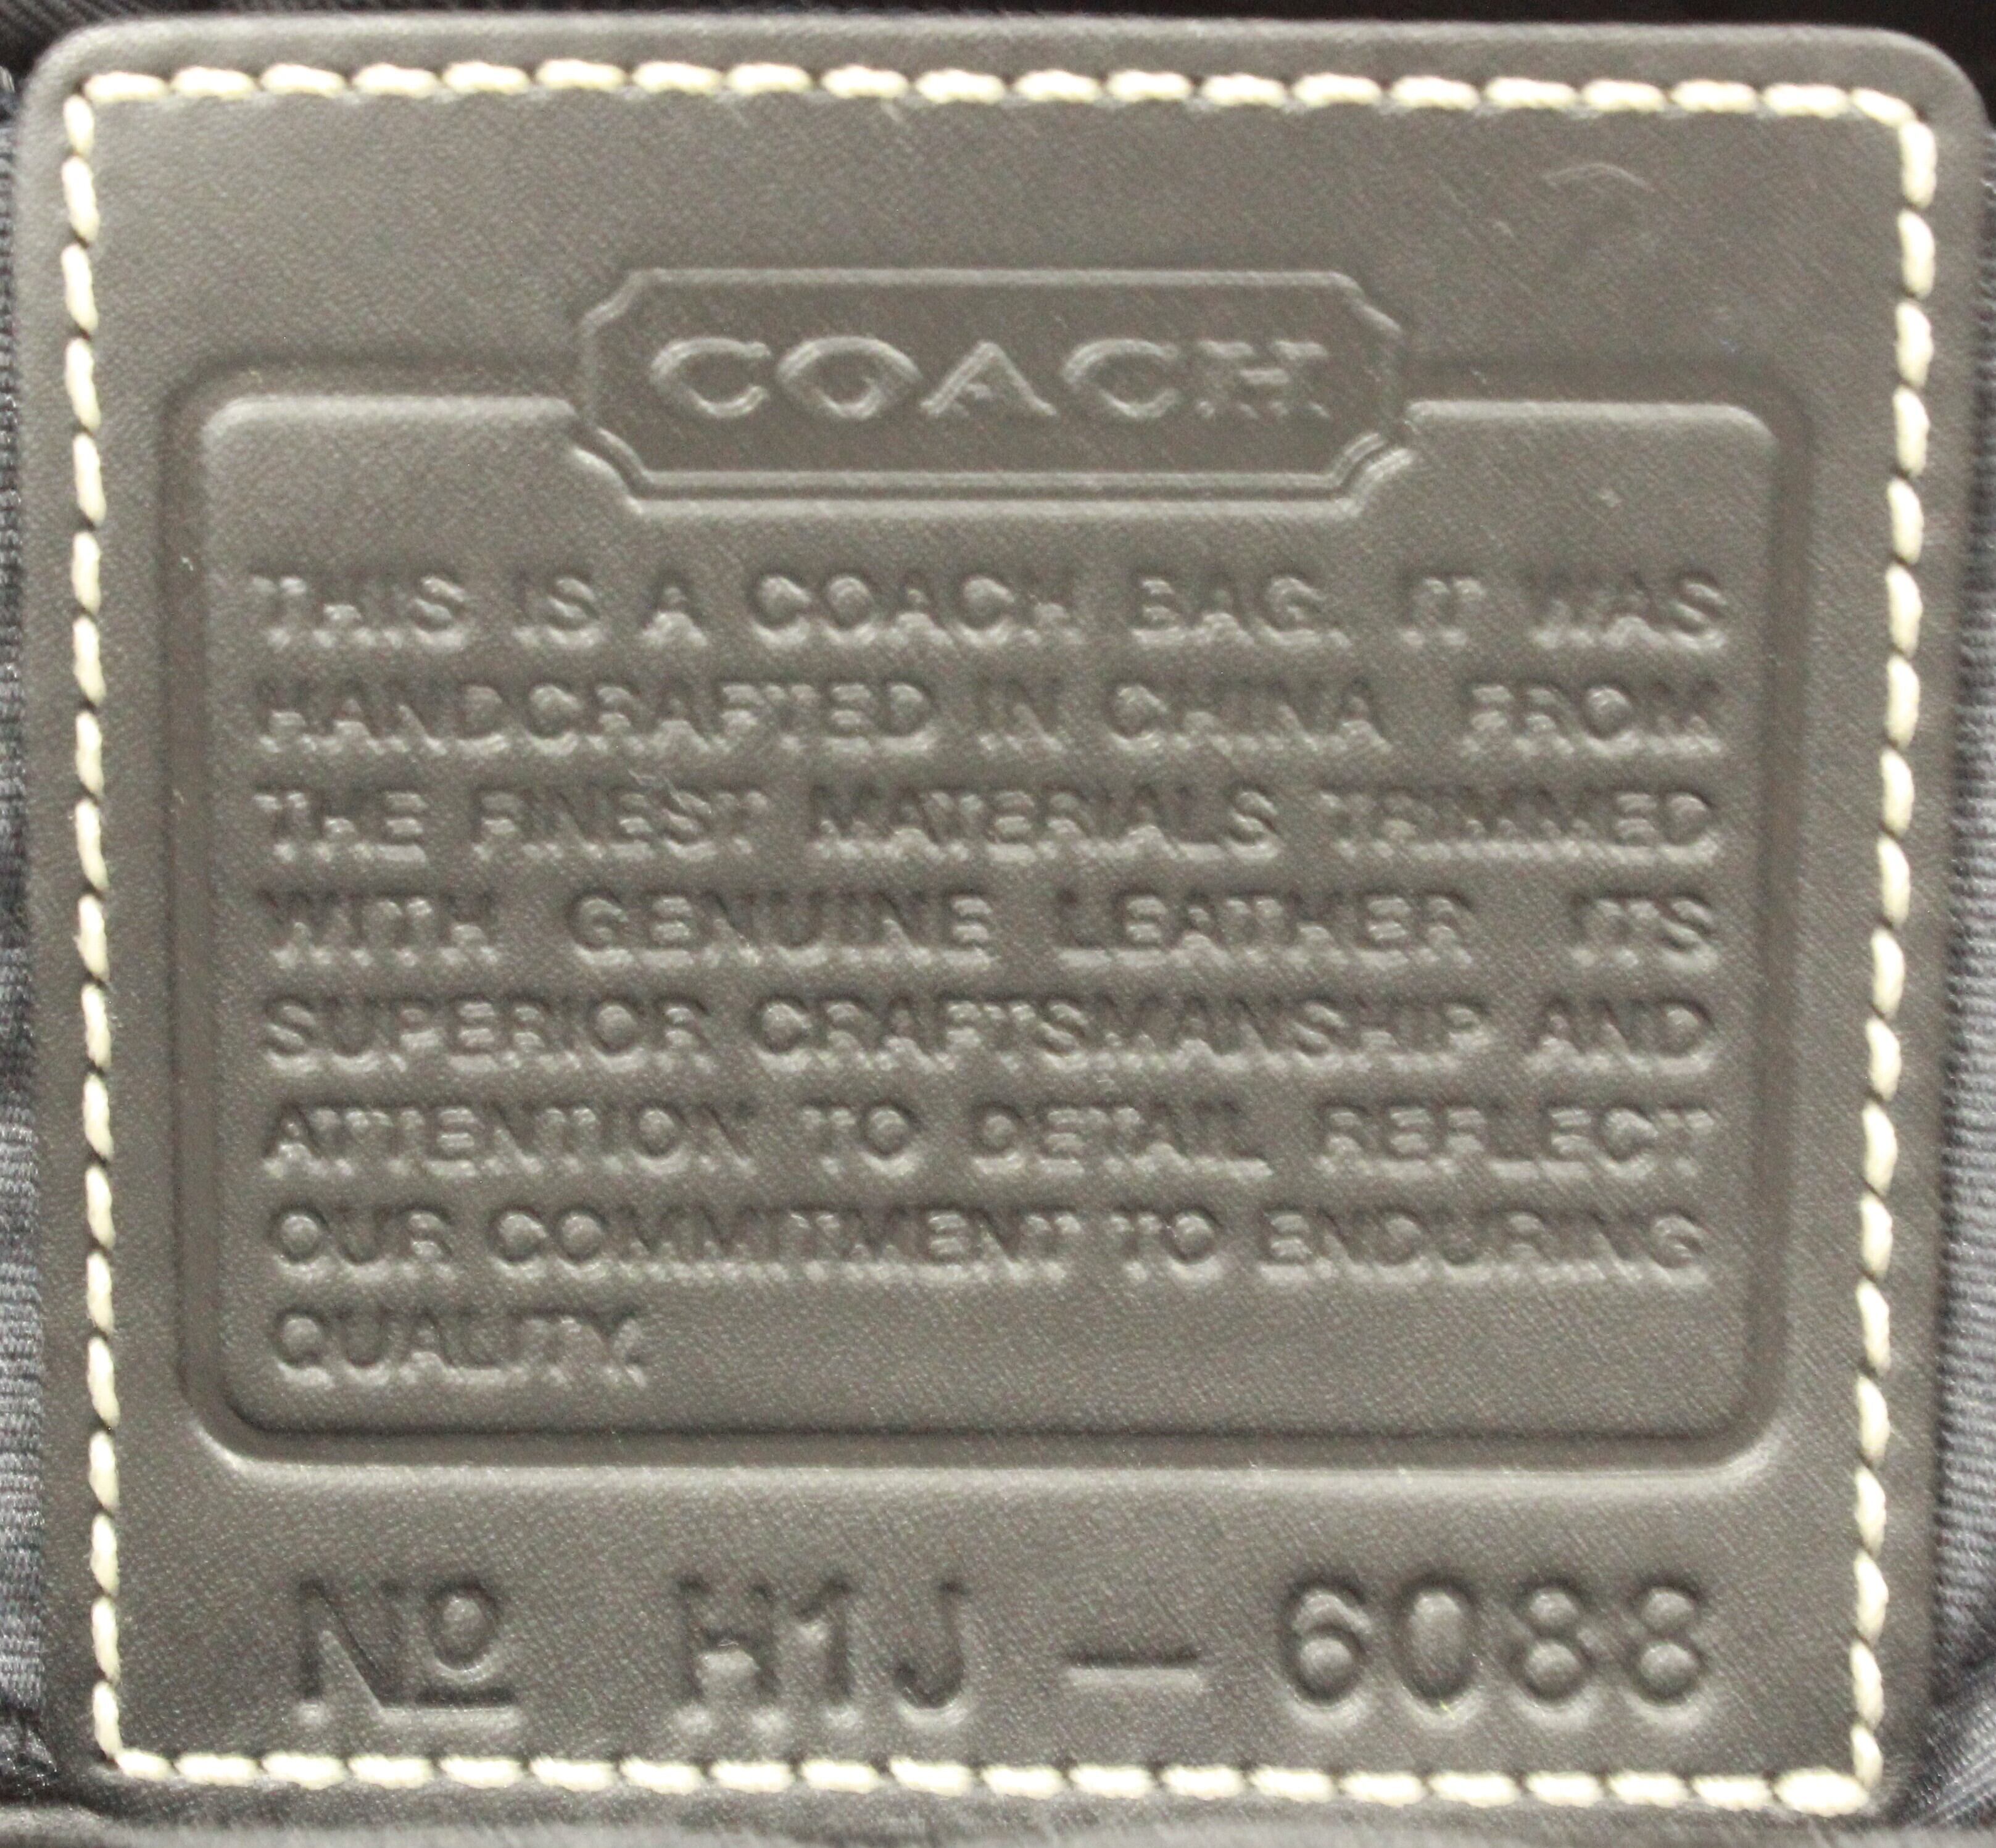 COACH
THIS IS A COACH BAG. IT WAS
HANDCRAFTED IN CHINA FROM
THE FINEST MATERIALS TRIMMED
WITH GENUINE LEATHER ITS
SUPERIOR CRAFTSMANSHIP AND
ATTENTION TO DETAIL REFLECT
OUR COMMITMENT TO ENDURING
QUALITY.
Nº H1J - 6088